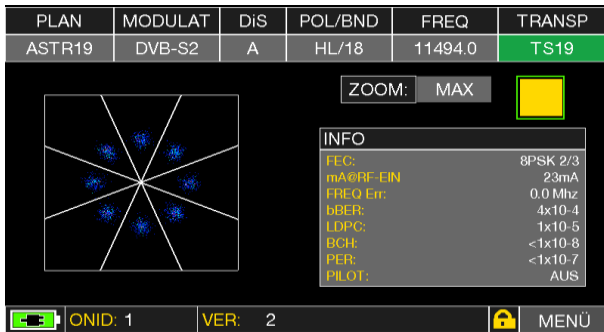 PLAN MODULAT DiS POL/BND FREQ TRANSP
ASTR19 DVB-S2 A HL/18 11494.0 TS19
ZOOM: MAX
INFO
FEC: 8PSK 2/3
mA@RF-EIN 23mA
FREQ Err: 0.0 Mhz
bBER: 4x10-4
LDPC: 1x10-5
BCH: <1x10-8
PER: <1x10-7
PILOT: AUS
ONID: 1 VER: 2 MENÜ